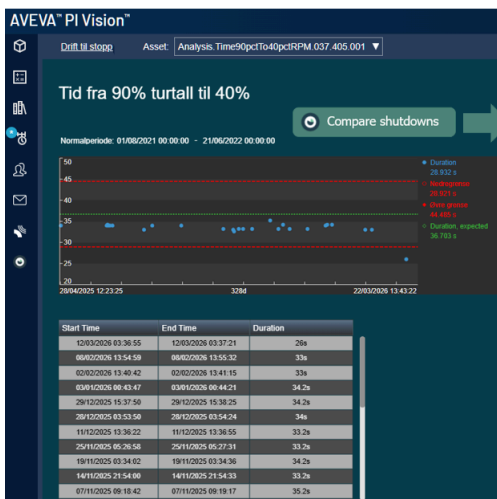 AVEVA™ PI Vision™
Drift til stopp Asset: Analysis.Time90pctTo40pctRPM.037.405.001 ▼
Tid fra 90% turtall til 40%
Compare shutdowns
Normalperiode: 01/08/2021 00:00:00 - 21/06/2022 00:00:00
50
45
40
35
30
25
20
28/04/2025 12.23:25 328d 22/03/2026 13:43:22
Duration
28.932 s
Nedregrense
28.921 s
Øvre grense
44.485 s
Duration, expected
36.703 s
Start Time End Time Duration
12/03/2026 03:36:55 12/03/2026 03:37:21 26s
08/02/2026 13:54:59 08/02/2026 13:55:32 33s
02/02/2026 13:40:42 02/02/2026 13:41:15 33s
03/01/2026 00:43:47 03/01/2026 00:44:21 34.2s
29/12/2025 15:37:50 29/12/2025 15:38:25 34.2s
28/12/2025 03:53:50 28/12/2025 03:54:24 34s
11/12/2025 13:36:22 11/12/2025 13:36:55 33.2s
25/11/2025 05:26:58 25/11/2025 05:27:31 33.2s
19/11/2025 03:34:02 19/11/2025 03:34:36 34.2s
14/11/2025 21:54:00 14/11/2025 21:54:33 33.2s
07/11/2025 09:18:42 07/11/2025 09:19:17 35.2s